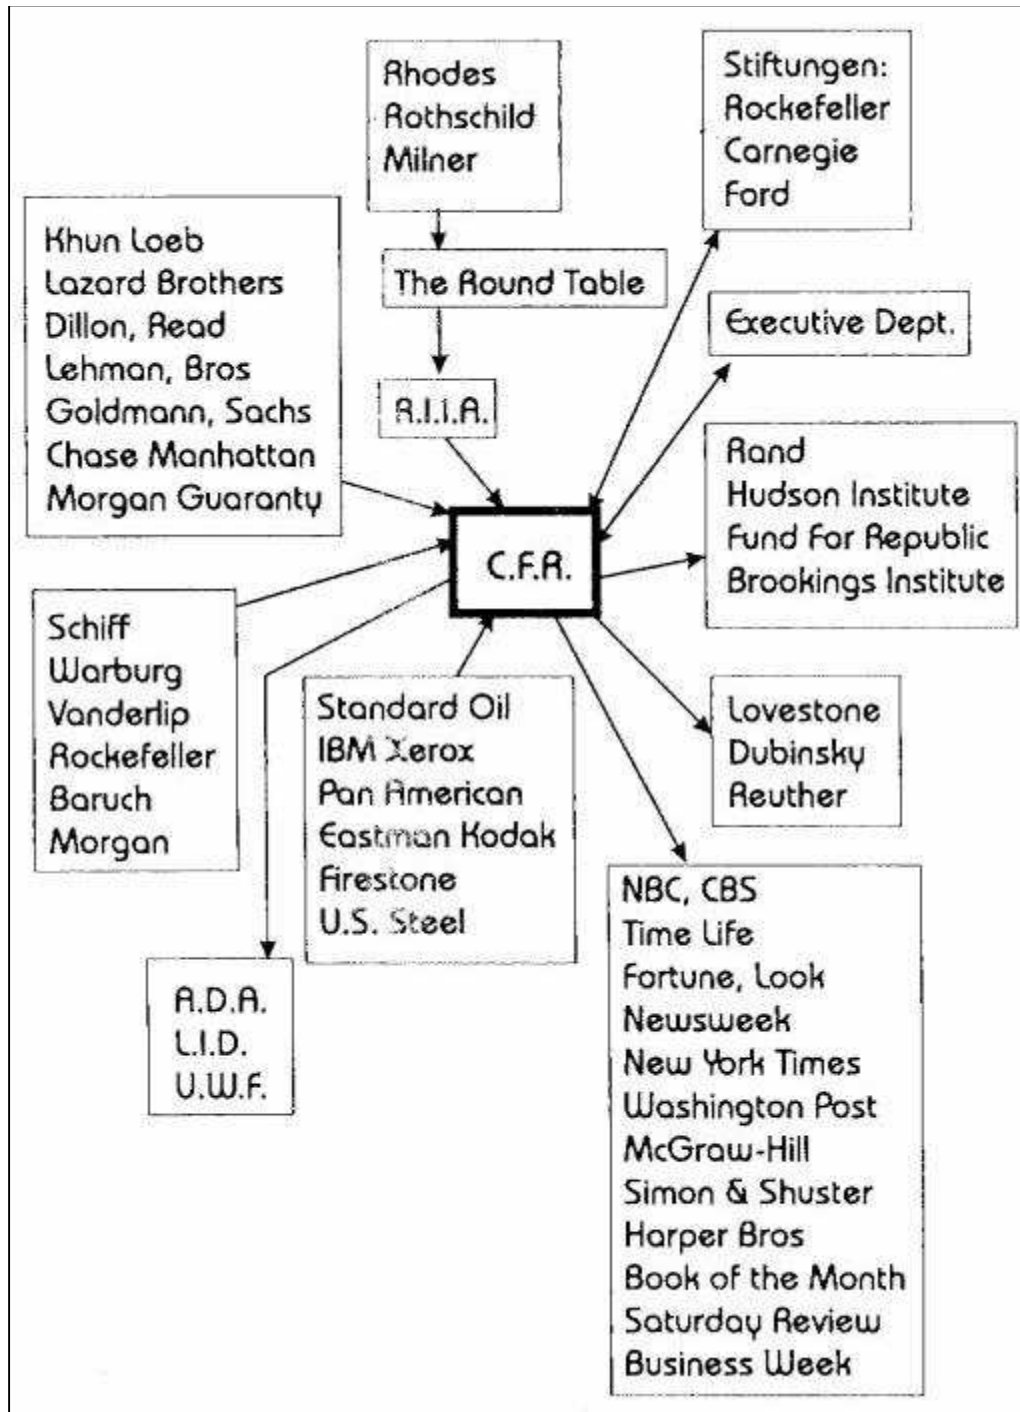 Rhodes
Rothschild
Milner
Stiftungen:
Rockefeller
Carnegie
Ford
Khun Loeb
Lazard Brothers
Dillon, Read
Lehman, Bros
Goldmann, Sachs
Chase Manhattan
Morgan Guaranty
The Round Table
Executive Dept.
R.I.I.A.
Rand
Hudson Institute
Fund For Republic
Brookings Institute
C.F.R.
Schiff
Warburg
Vanderlip
Rockefeller
Baruch
Morgan
Standard Oil
IBM Xerox
Pan American
Eastman Kodak
Firestone
U.S. Steel
Lovestone
Dubinsky
Reuther
A.D.A.
L.I.D.
U.W.F.
NBC, CBS
Time Life
Fortune, Look
Newsweek
New York Times
Washington Post
McGraw-Hill
Simon & Shuster
Harper Bros
Book of the Month
Saturday Review
Business Week